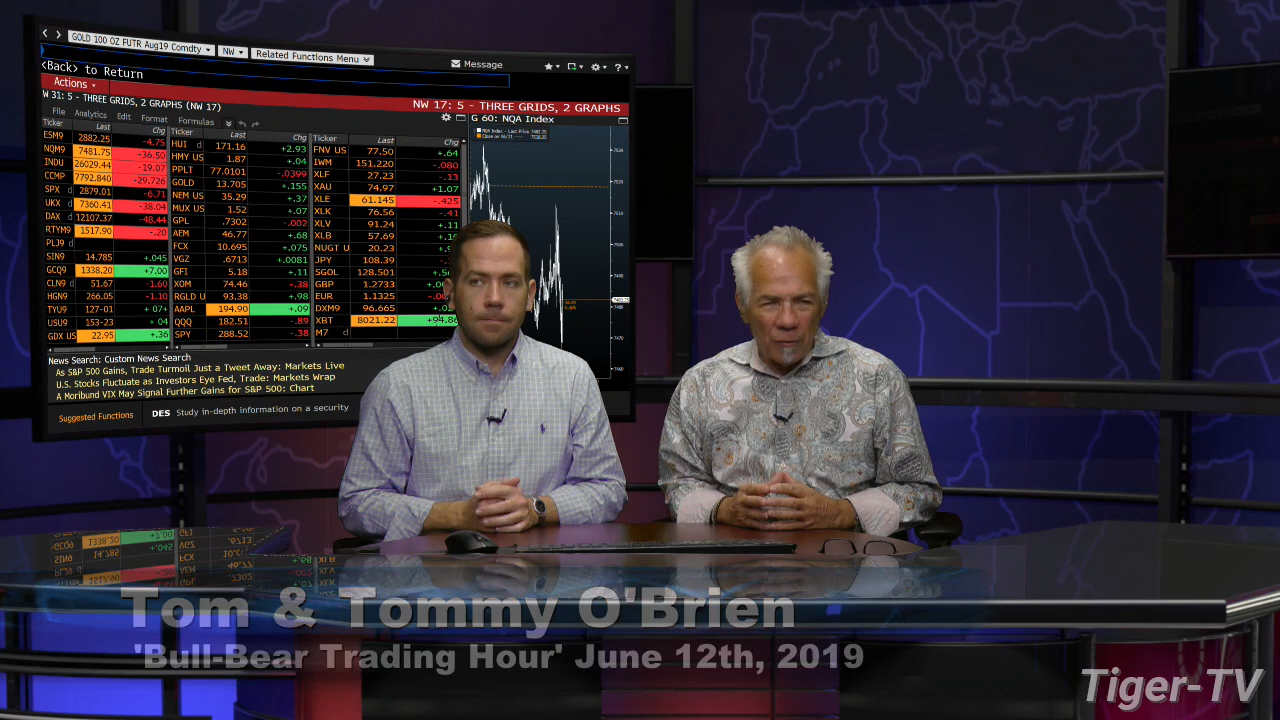 GOLD 100 OZ FUTR Aug19 Comdty NW Related Functions Menu
Message
<Back> to Return
Actions
W 31: 5 - THREE GRIDS, 2 GRAPHS (NW 17) NW 17: 5 - THREE GRIDS, 2 GRAPHS
File Analytics Edit Format Formulas G 60: NQA Index
Ticker Last Chg Ticker Last Chg Ticker Last Chg
ESM9 2882.25 -4.75 HUI d 171.16 +2.93 FNV US 77.50 +.64
NQM9 7481.75 -36.50 HMY US 1.87 +.04 IWM 151.220 -.080
INDU 26029.44 -19.07 PPLT 77.0101 -.0399 XLF 27.23 -.13
CCMP 7792.840 -29.726 GOLD 13.705 +.155 XAU 74.97 +1.07
SPX d 2879.01 -6.71 NEM US 35.29 +.37 XLE 61.145 -.425
UKX d 7360.41 -38.04 MUX US 1.52 +.07 XLK 76.56 -.41
DAX d 12107.37 -48.44 GPL .7302 -.002 XLV 91.24 +.11
RTYM9 1517.90 -.20 AEM 46.77 +.68 XLB 57.69
PLJ9 d FCX 10.695 +.075 NUGT U 20.23
SIN9 14.785 +.045 VGZ .6713 +.0081 JPY 108.39
GCQ9 1338.20 +7.00 GFI 5.18 +.11 SGOL 128.501
CLN9 d 51.67 -1.60 XOM 74.46 -.38 GBP 1.2733
HGN9 266.05 -1.10 RGLD U 93.38 +.98 EUR 1.1325
TYU9 127-01 + 07+ AAPL 194.90 +.09 DXM9 96.665
USU9 153-23 + 04 QQQ 182.51 -.89 XBT 8021.22 +94.86
GDX US 22.95 +.36 SPY 288.52 -.38 M7 d
News Search: Custom News Search
As S&P 500 Gains, Trade Turmoil Just a Tweet Away: Markets Live
U.S. Stocks Fluctuate as Investors Eye Fed, Trade: Markets Wrap
A Moribund VIX May Signal Further Gains for S&P 500: Chart
Suggested Functions DES Study in-depth information on a security
Tom & Tommy O'Brien
'Bull-Bear Trading Hour' June 12th, 2019
Tiger-TV